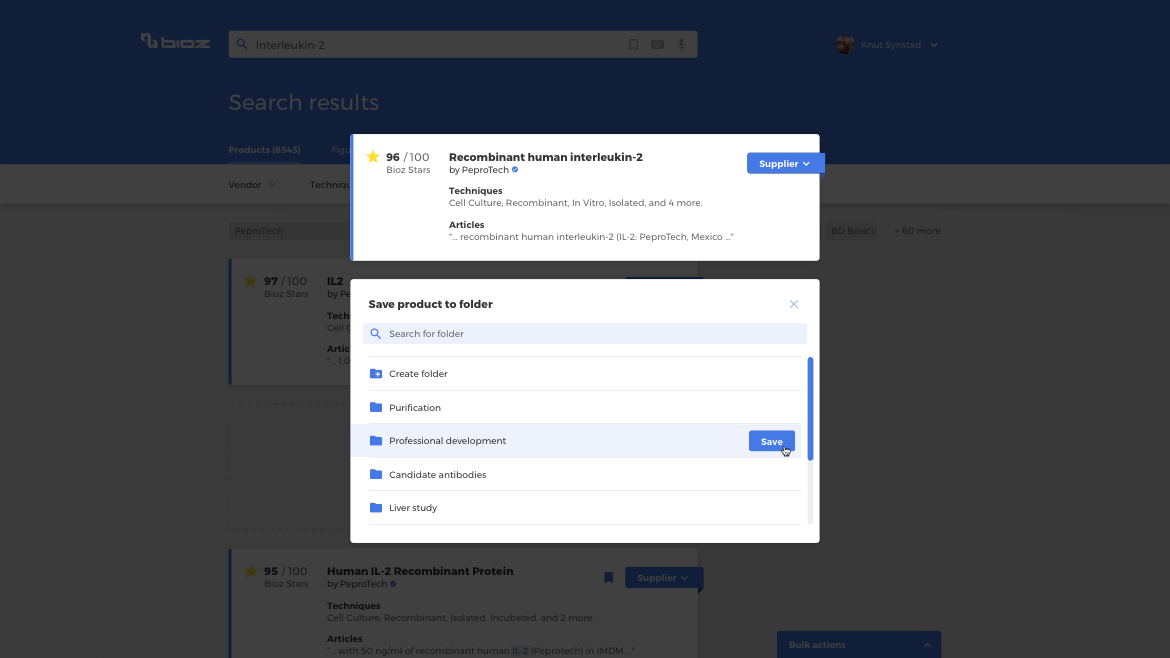 bioz
Interleukin-2
Knut Synstad
Search results
Products (8543)
Figu
Vendor
Techniqu
PeproTech
BD Biosci
+ 60 more
96 / 100
Bioz Stars
Recombinant human interleukin-2
by PeproTech
Supplier
Techniques
Cell Culture, Recombinant, In Vitro, Isolated, and 4 more.
Articles
"... recombinant human interleukin-2 (IL-2: PeproTech, Mexico ..."
97 / 100
Bioz Stars
IL2
by Pe
Tech
Cell C
Artic
"... 1,0
Save product to folder
Search for folder
Create folder
Purification
Professional development
Save
Candidate antibodies
Liver study
95 / 100
Bioz Stars
Human IL-2 Recombinant Protein
by PeproTech
Supplier
Techniques
Cell Culture, Recombinant, Isolated, Incubated, and 2 more.
Articles
"... with 50 ng/ml of recombinant human IL-2 (Peprotech) in IMDM ..."
Bulk actions